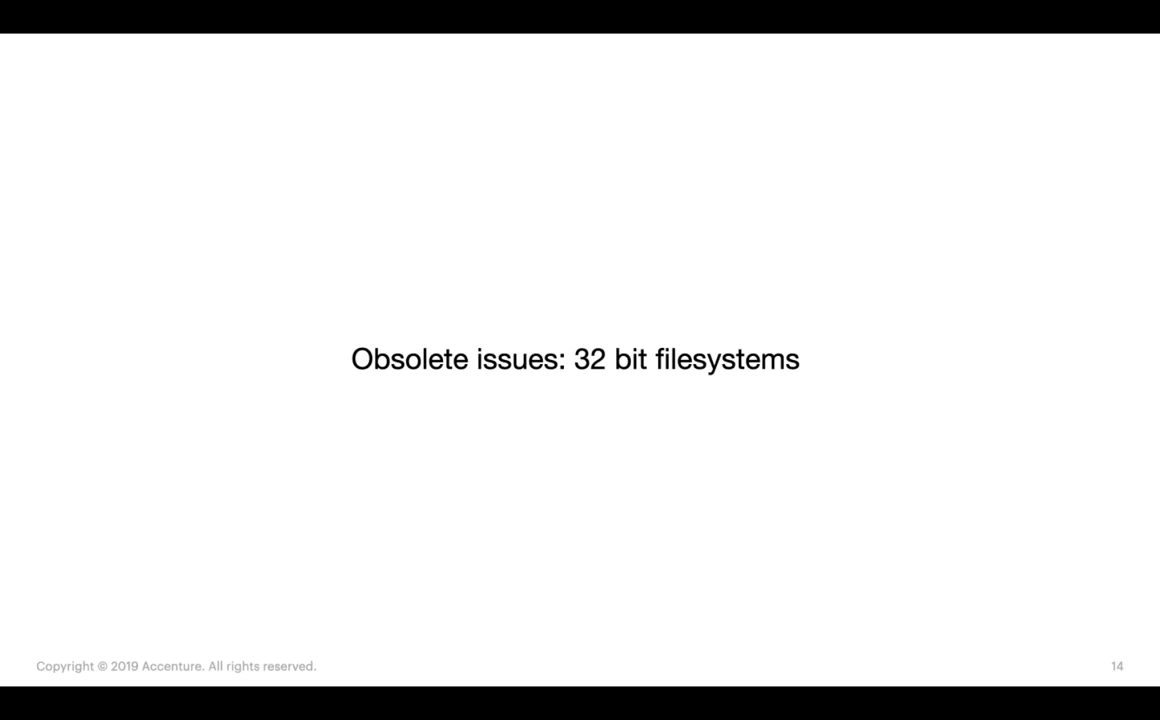 Obsolete issues: 32 bit filesystems
Copyright © 2019 Accenture. All rights reserved.
14